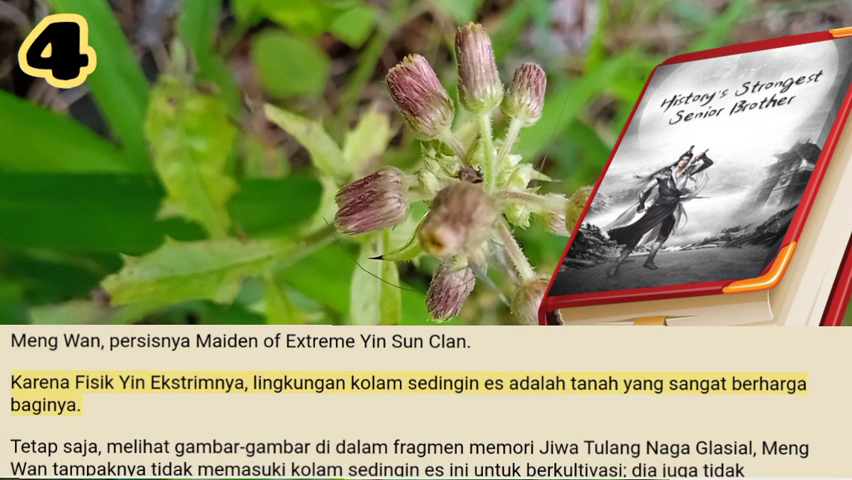 4
History's Strongest
Senior Brother
Meng Wan, persisnya Maiden of Extreme Yin Sun Clan.
Karena Fisik Yin Ekstrimnya, lingkungan kolam sedingin es adalah tanah yang sangat berharga
baginya.
Tetap saja, melihat gambar-gambar di dalam fragmen memori Jiwa Tulang Naga Glasial, Meng
Wan tampaknya tidak memasuki kolam sedingin es ini untuk berkultivasi; dia juga tidak